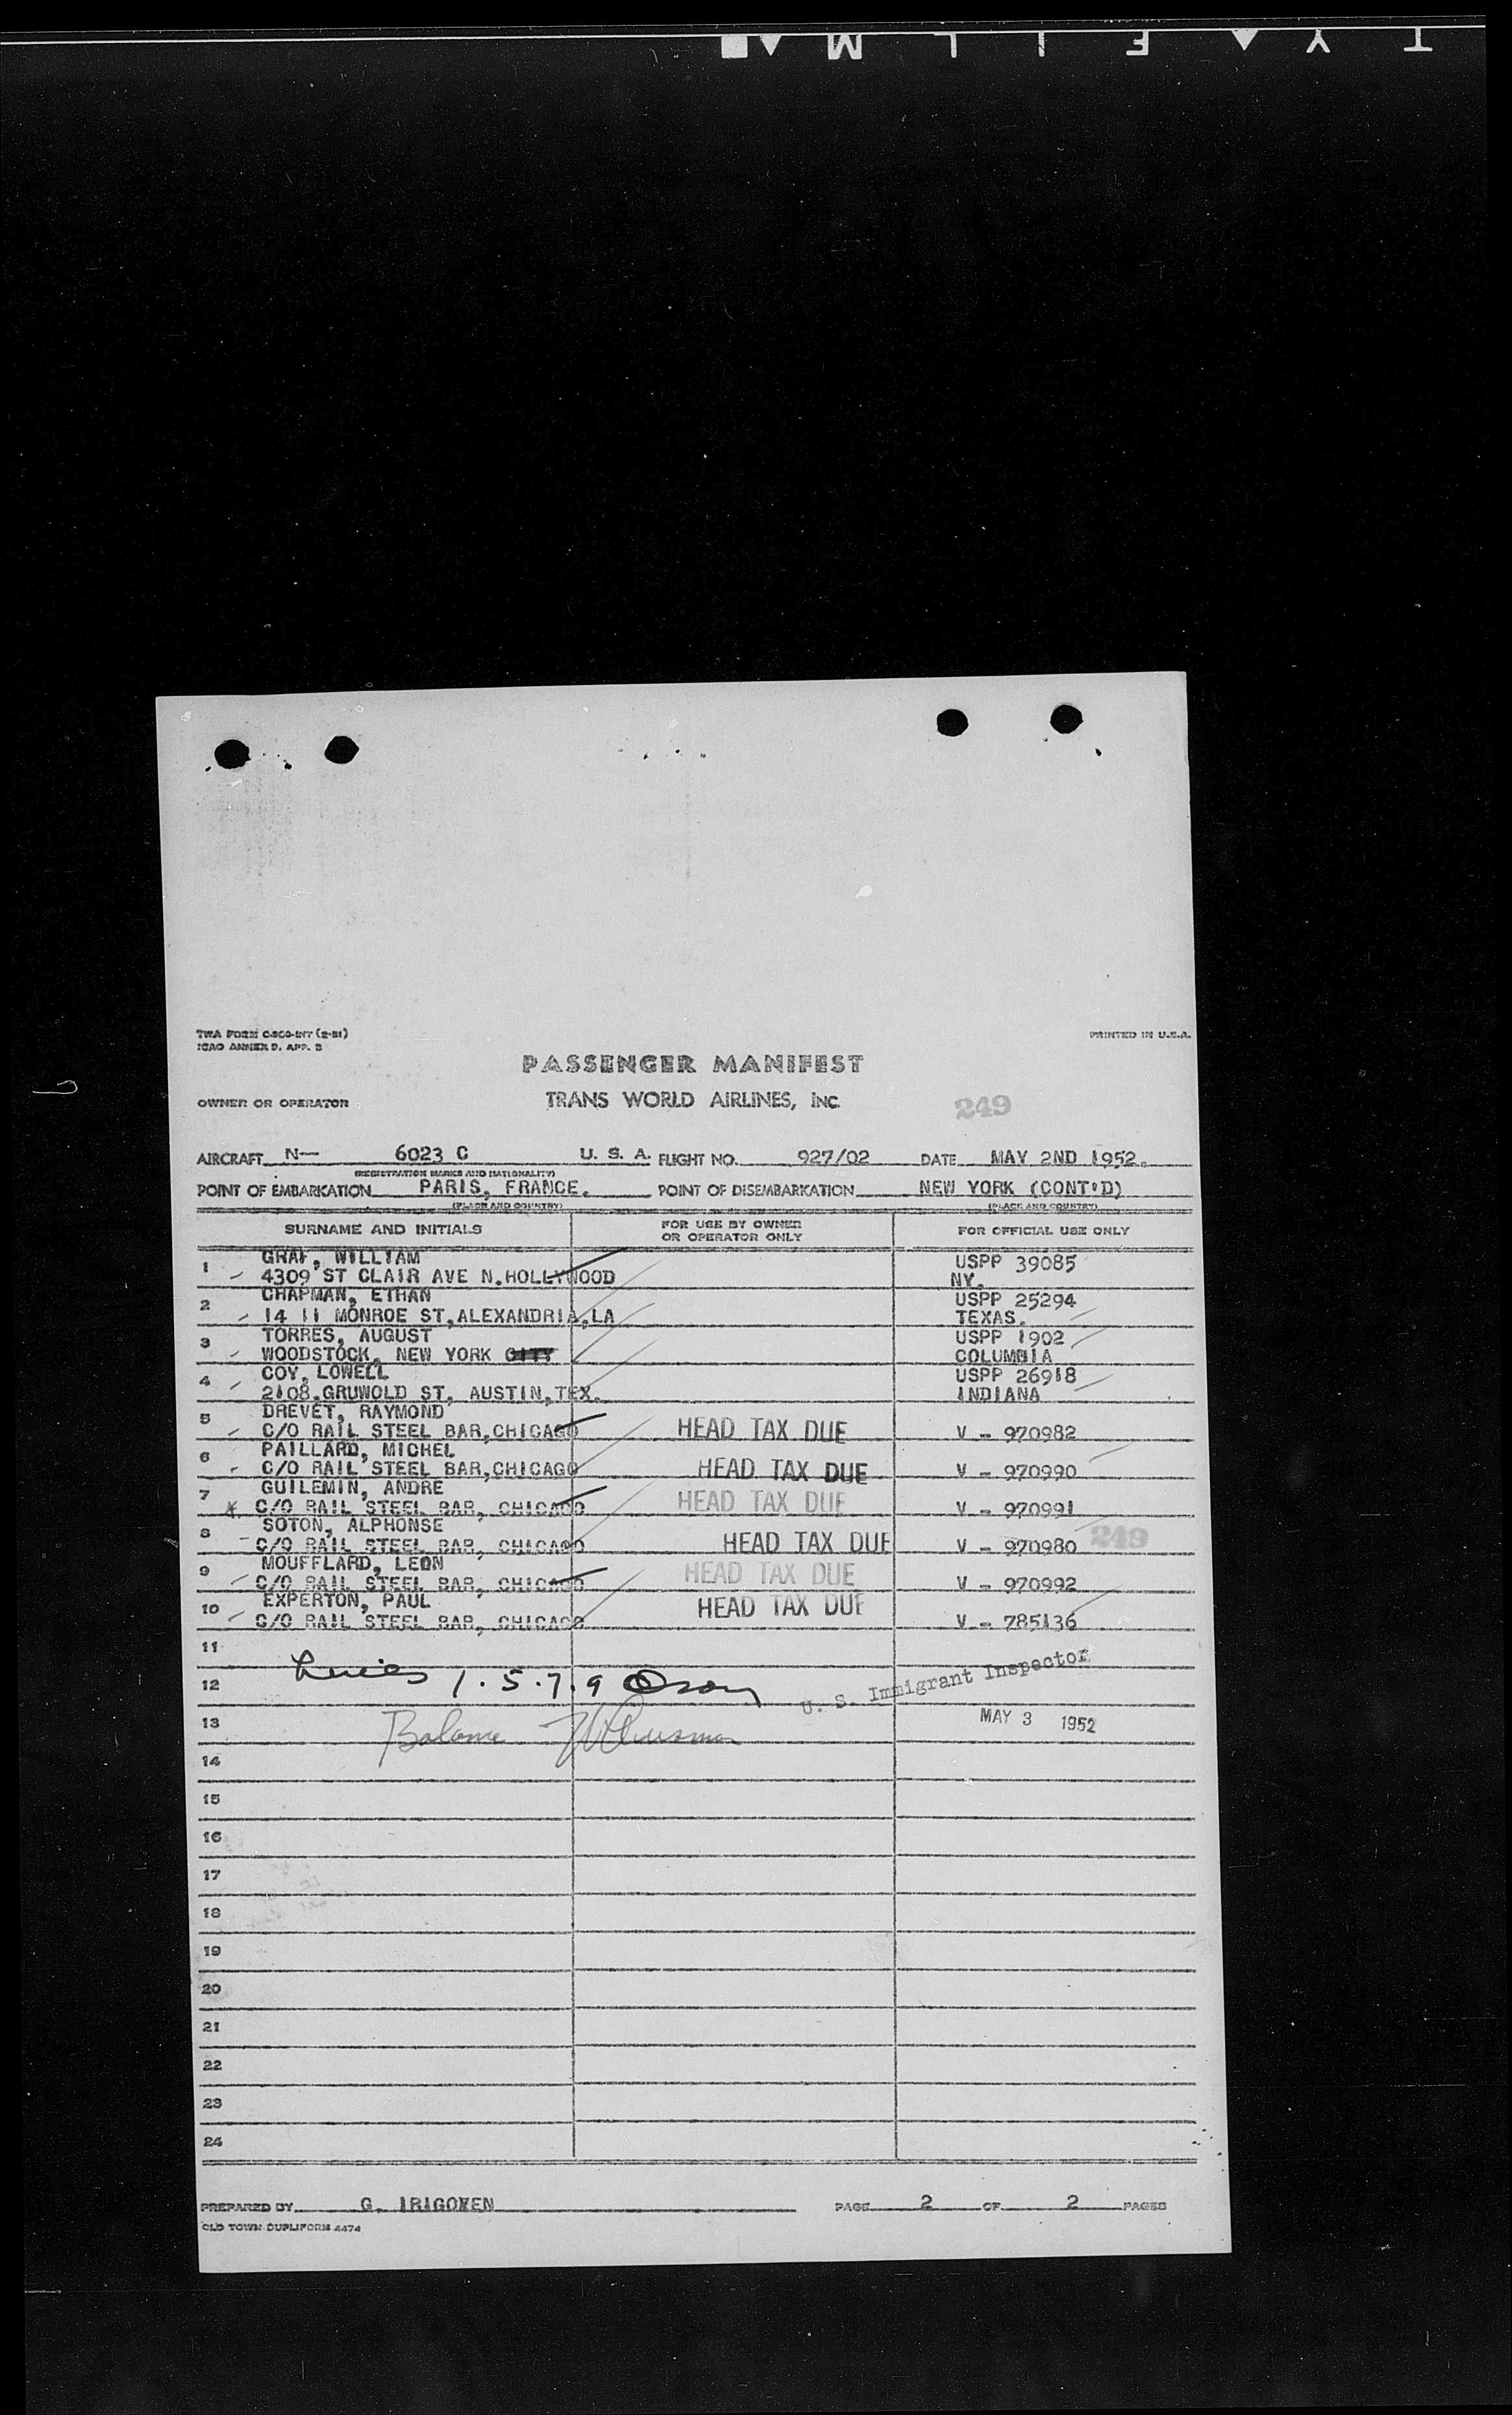 TWA FORM C-800-INT (2-51)
ICAO ANNEX 9, APP. 3
PRINTED IN U.S.A.
PASSENGER MANIFEST
OWNER OR OPERATOR TRANS WORLD AIRLINES, INC. 249
AIRCRAFT N— 6023 C U. S. A. FLIGHT NO. 927/02 DATE MAY 2ND 1952.
(REGISTRATION MARKS AND NATIONALITY)
POINT OF EMBARKATION PARIS, FRANCE. POINT OF DISEMBARKATION NEW YORK (CONT'D)
(PLACE AND COUNTRY) (PLACE AND COUNTRY)
SURNAME AND INITIALS FOR USE BY OWNER OR OPERATOR ONLY FOR OFFICIAL USE ONLY
1 GRAF, WILLIAM USPP 39085
4309 ST CLAIR AVE N.HOLLYWOOD NY.
2 CHAPMAN, ETHAN USPP 25294
14 11 MONROE ST,ALEXANDRIA,LA TEXAS.
3 TORRES, AUGUST USPP 1902
WOODSTOCK, NEW YORK CITY COLUMBIA
4 COY, LOWELL USPP 26918
2108.GRUWOLD ST, AUSTIN,TEX. INDIANA
5 DREVET, RAYMOND
C/O RAIL STEEL BAR,CHICAGO HEAD TAX DUE V - 970982
6 PAILLARD, MICHEL
C/O RAIL STEEL BAR,CHICAGO HEAD TAX DUE V - 970990
7 GUILEMIN, ANDRE
C/O RAIL STEEL BAR, CHICAGO HEAD TAX DUE V - 970991
8 SOTON, ALPHONSE
C/O RAIL STEEL BAR, CHICAGO HEAD TAX DUE V - 970980 249
9 MOUFFLARD, LEON
C/O RAIL STEEL BAR, CHICAGO HEAD TAX DUE V - 970992
10 EXPERTON, PAUL
C/O RAIL STEEL BAR, CHICAGO HEAD TAX DUE V - 785136
11
12 1.5.7.9 U. S. Immigrant Inspector
13 Balance MAY 3 1952
14
15
16
17
18
19
20
21
22
23
24
PREPARED BY G. IRIGOYEN PAGE 2 OF 2 PAGES
OLD TOWN DUPLIFORM 4474